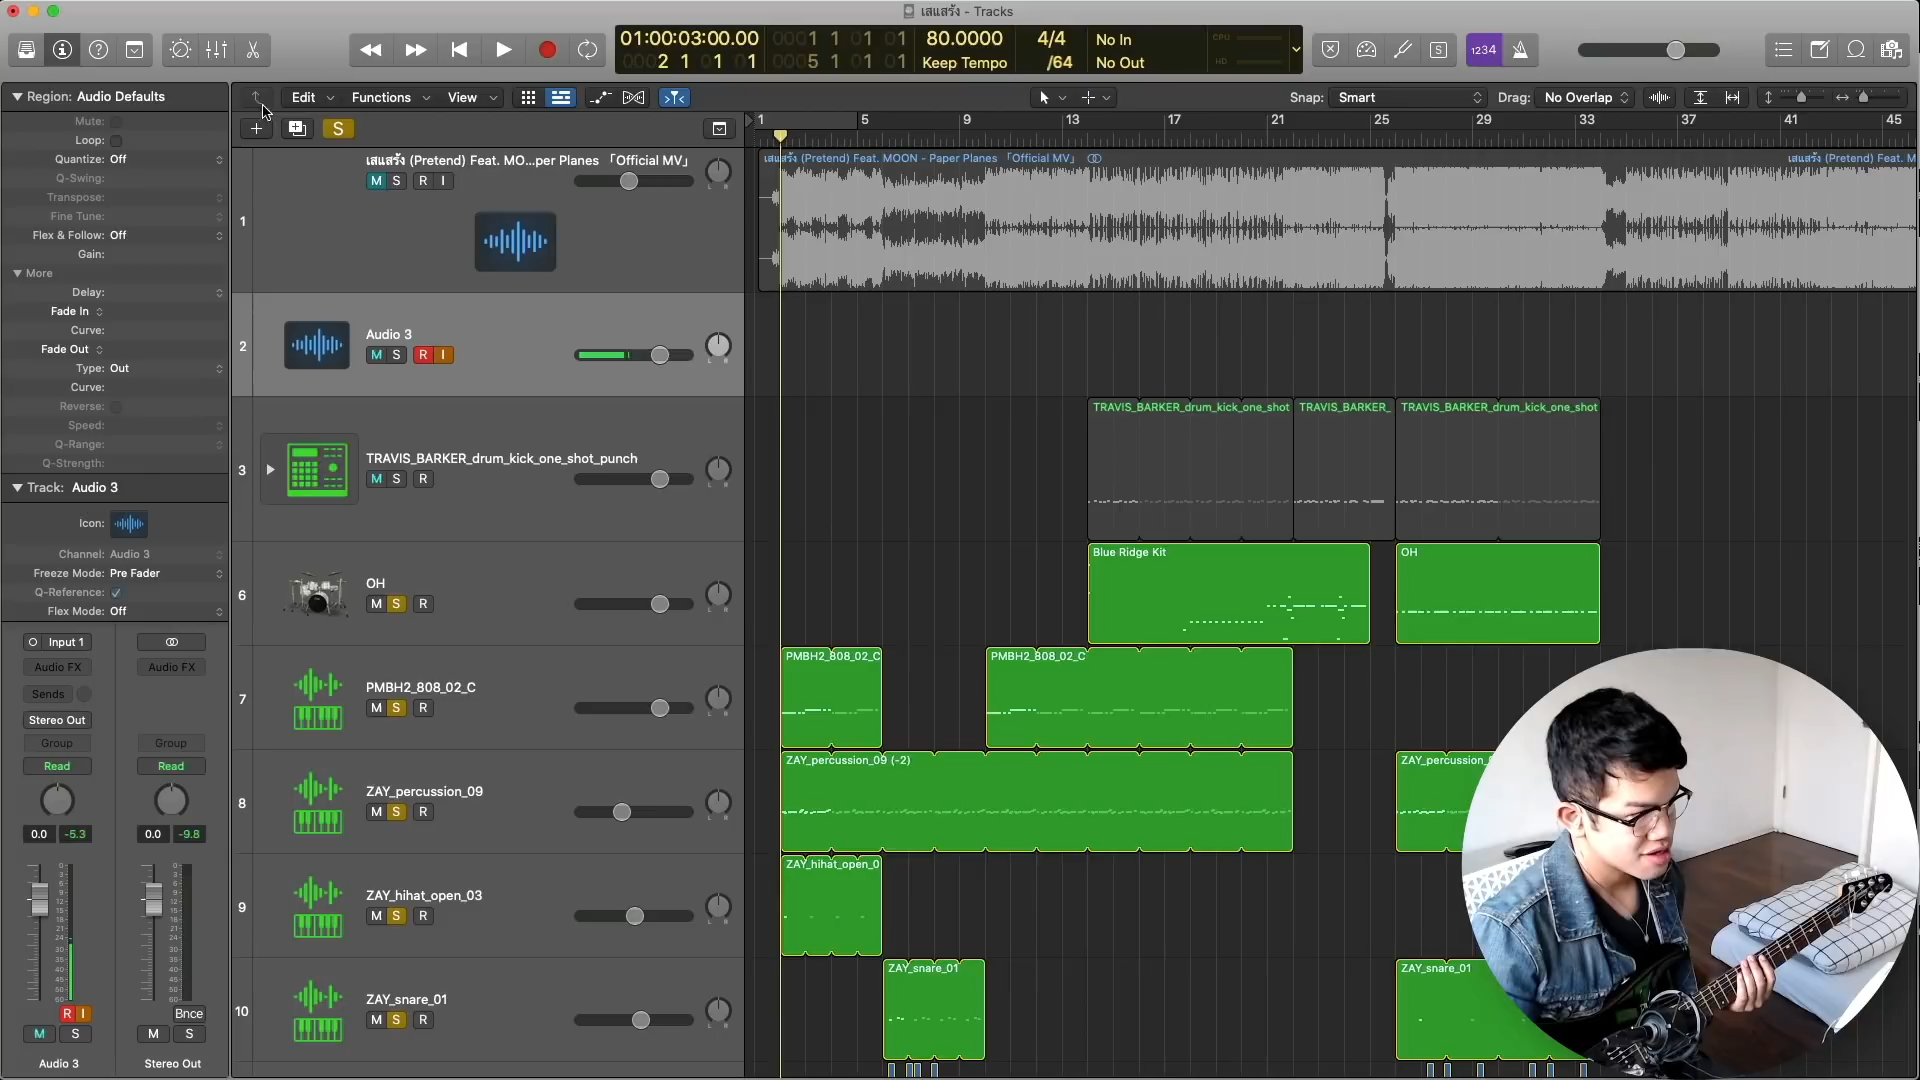 เสแสร้ง - Tracks
01:00:03:00.00
0002 1 01 01
0001 1 01 01
0005 1 01 01
80.0000
Keep Tempo
4/4
/64
No In
No Out
CPU
HD
1234
Region: Audio Defaults
Mute:
Loop:
Quantize: Off
Q-Swing:
Transpose:
Fine Tune:
Flex & Follow: Off
Gain:
More
Delay:
Fade In
Curve:
Fade Out
Type: Out
Curve:
Reverse:
Speed:
Q-Range:
Q-Strength:
Track: Audio 3
Icon:
Channel: Audio 3
Freeze Mode: Pre Fader
Q-Reference:
Flex Mode: Off
Input 1
Audio FX
Audio FX
Sends
Stereo Out
Group
Group
Read
Read
0.0 -5.3
0.0 -9.8
R I
Bnce
M S
M S
Audio 3
Stereo Out
Edit
Functions
View
Snap: Smart
Drag: No Overlap
S
1 5 9 13 17 21 25 29 33 37 41 45
1
เสแสร้ง (Pretend) Feat. MO...per Planes 「Official MV」
M S R I
เสแสร้ง (Pretend) Feat. MOON - Paper Planes 「Official MV」
เสแสร้ง (Pretend) Feat. M
2
Audio 3
M S R I
3
TRAVIS_BARKER_drum_kick_one_shot_punch
M S R
TRAVIS_BARKER_drum_kick_one_shot
TRAVIS_BARKER_
TRAVIS_BARKER_drum_kick_one_shot
6
OH
M S R
Blue Ridge Kit
OH
7
PMBH2_808_02_C
M S R
PMBH2_808_02_C
PMBH2_808_02_C
8
ZAY_percussion_09
M S R
ZAY_percussion_09 (-2)
ZAY_percussion_
9
ZAY_hihat_open_03
M S R
ZAY_hihat_open_0
10
ZAY_snare_01
M S R
ZAY_snare_01
ZAY_snare_01